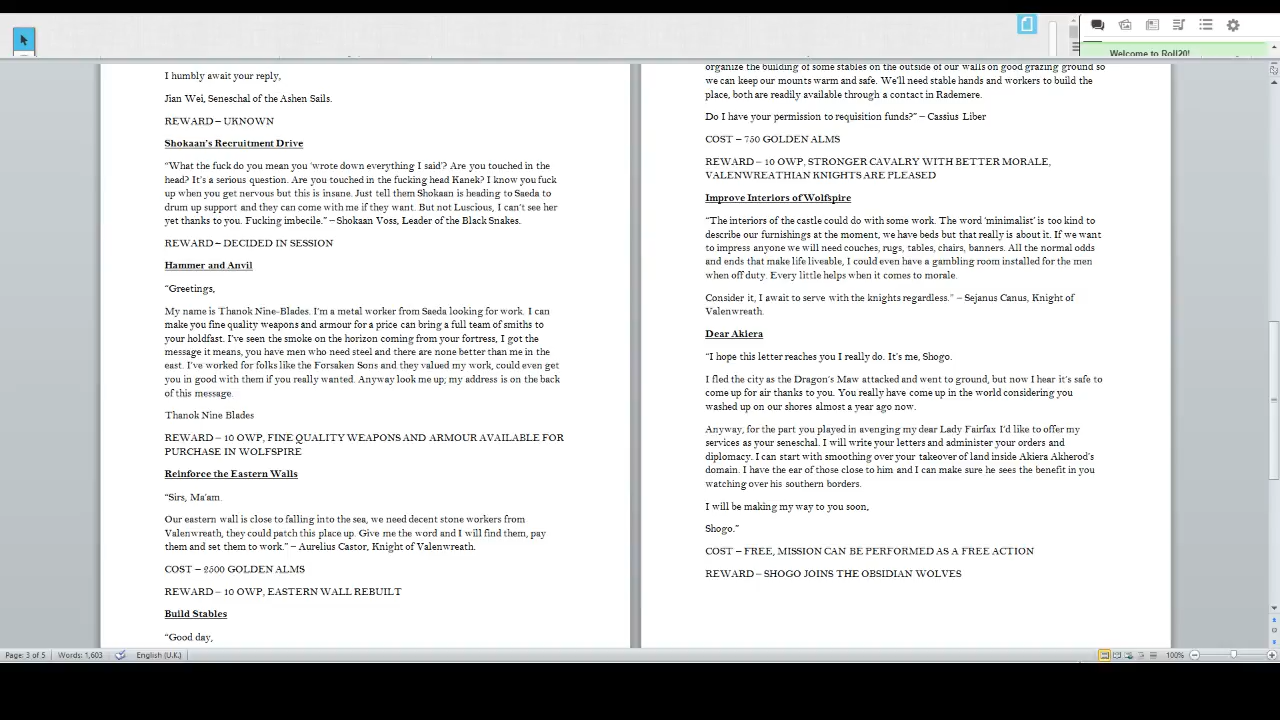 Welcome to Roll20!
I humbly await your reply,
Jian Wei, Seneschal of the Ashen Sails.
REWARD – UKNOWN
Shokaan's Recruitment Drive
"What the fuck do you mean you 'wrote down everything I said'? Are you touched in the
head? It's a serious question. Are you touched in the fucking head Kanek? I know you fuck
up when you get nervous but this is insane. Just tell them Shokaan is heading to Saeda to
drum up support and they can come with me if they want. But not Luscious, I can't see her
yet thanks to you. Fucking imbecile." – Shokaan Voss, Leader of the Black Snakes.
REWARD – DECIDED IN SESSION
Hammer and Anvil
"Greetings,
My name is Thanok Nine-Blades. I'm a metal worker from Saeda looking for work. I can
make you fine quality weapons and armour for a price can bring a full team of smiths to
your holdfast. I've seen the smoke on the horizon coming from your fortress, I got the
message it means, you have men who need steel and there are none better than me in the
east. I've worked for folks like the Forsaken Sons and they valued my work, could even get
you in good with them if you really wanted. Anyway look me up; my address is on the back
of this message.
Thanok Nine Blades
REWARD – 10 OWP, FINE QUALITY WEAPONS AND ARMOUR AVAILABLE FOR
PURCHASE IN WOLFSPIRE
Reinforce the Eastern Walls
"Sirs, Ma'am.
Our eastern wall is close to falling into the sea, we need decent stone workers from
Valenwreath, they could patch this place up. Give me the word and I will find them, pay
them and set them to work." – Aurelius Castor, Knight of Valenwreath.
COST – 2500 GOLDEN ALMS
REWARD – 10 OWP, EASTERN WALL REBUILT
Build Stables
"Good day,
organize the building of some stables on the outside of our walls on good grazing ground so
we can keep our mounts warm and safe. We'll need stable hands and workers to build the
place, both are readily available through a contact in Rademere.
Do I have your permission to requisition funds?" – Cassius Liber
COST – 750 GOLDEN ALMS
REWARD – 10 OWP, STRONGER CAVALRY WITH BETTER MORALE,
VALENWREATHIAN KNIGHTS ARE PLEASED
Improve Interiors of Wolfspire
"The interiors of the castle could do with some work. The word 'minimalist' is too kind to
describe our furnishings at the moment, we have beds but that really is about it. If we want
to impress anyone we will need couches, rugs, tables, chairs, banners. All the normal odds
and ends that make life liveable, I could even have a gambling room installed for the men
when off duty. Every little helps when it comes to morale.
Consider it, I await to serve with the knights regardless." – Sejanus Canus, Knight of
Valenwreath.
Dear Akiera
"I hope this letter reaches you I really do. It's me, Shogo.
I fled the city as the Dragon's Maw attacked and went to ground, but now I hear it's safe to
come up for air thanks to you. You really have come up in the world considering you
washed up on our shores almost a year ago now.
Anyway, for the part you played in avenging my dear Lady Fairfax I'd like to offer my
services as your seneschal. I will write your letters and administer your orders and
diplomacy. I can start with smoothing over your takeover of land inside Akiera Akherod's
domain. I have the ear of those close to him and I can make sure he sees the benefit in you
watching over his southern borders.
I will be making my way to you soon,
Shogo."
COST – FREE, MISSION CAN BE PERFORMED AS A FREE ACTION
REWARD – SHOGO JOINS THE OBSIDIAN WOLVES
Page: 3 of 5 Words: 1,603 English (U.K.) 100%